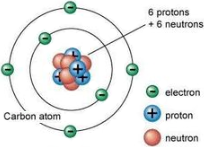 6 protons
+ 6 neutrons
Carbon atom
electron
proton
neutron